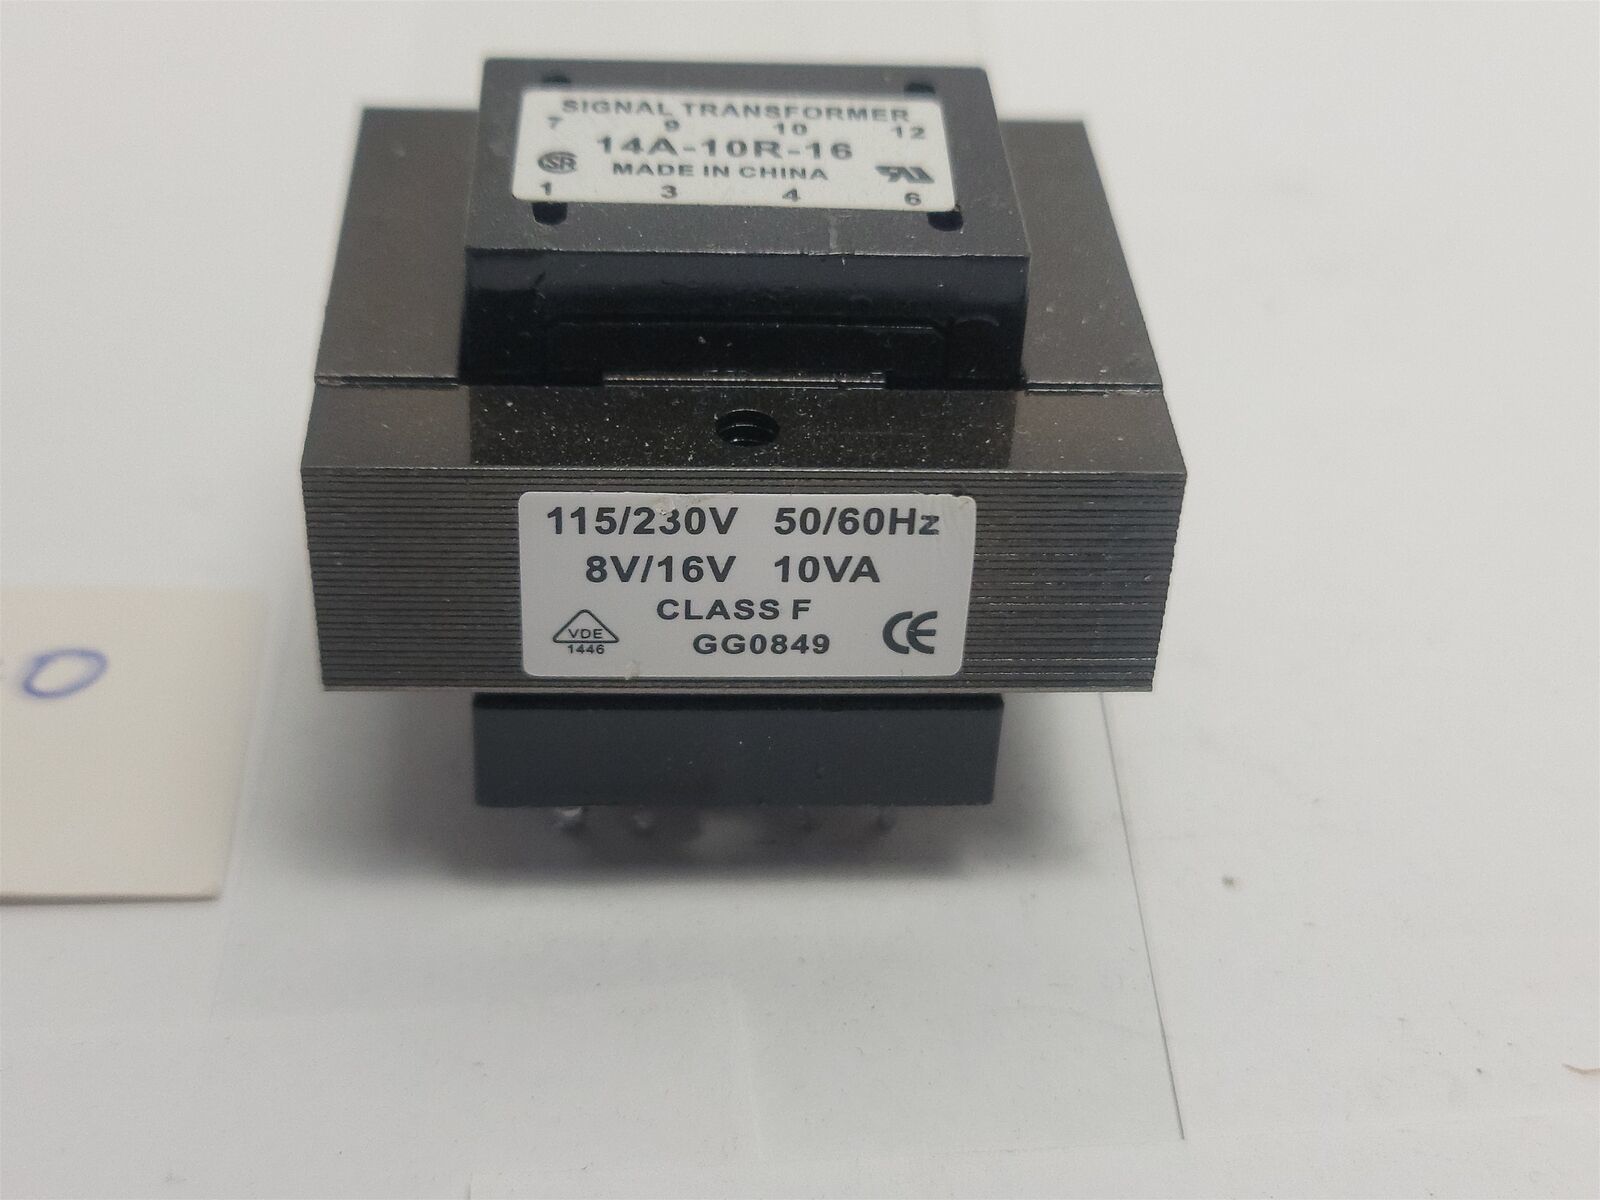 SIGNAL TRANSFORMER
7 9 10 12
14A-10R-16
MADE IN CHINA
1 3 4 6
115/230V 50/60Hz
8V/16V 10VA
CLASS F
VDE
1446
GG0849
CE